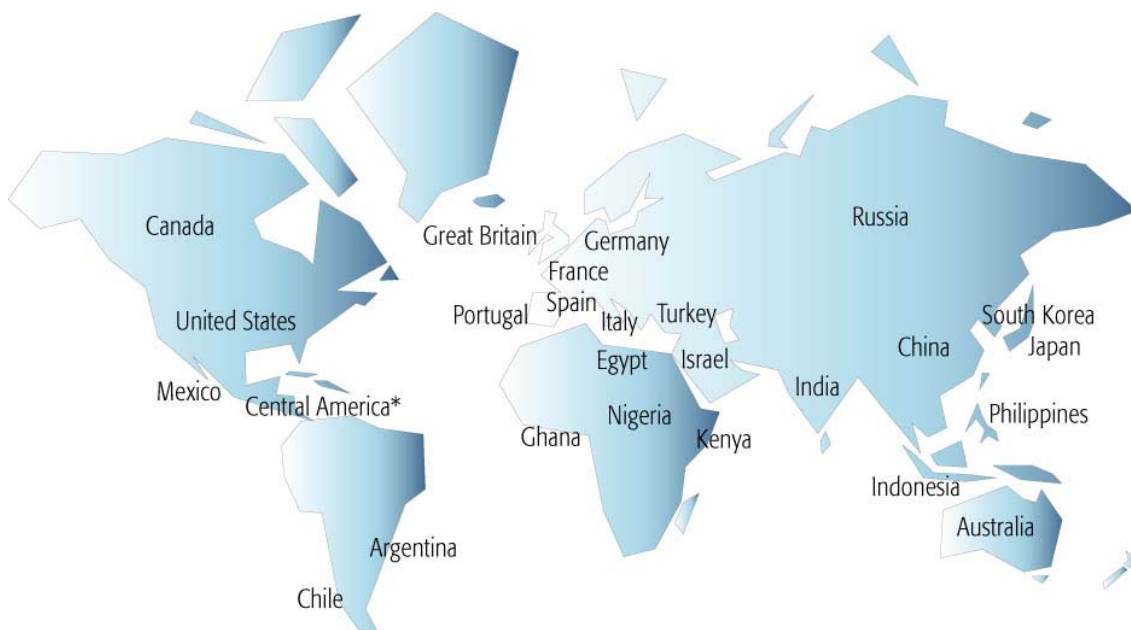 Canada
Russia
Great Britain
Germany
France
Spain
Portugal
Italy
Turkey
United States
South Korea
Japan
China
Egypt
Israel
India
Mexico
Central America*
Nigeria
Ghana
Kenya
Philippines
Indonesia
Australia
Argentina
Chile